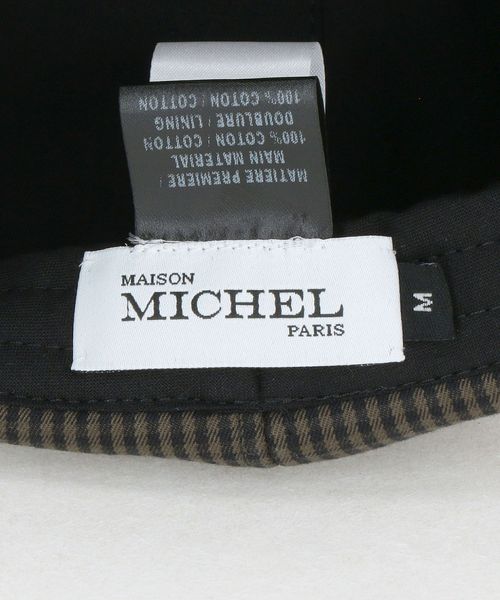 MATIERE PREMIERE /
MAIN MATERIAL
100% COTON / COTTON
DOUBLURE / LINING
100% COTON / COTTON
MAISON
MICHEL
PARIS
M